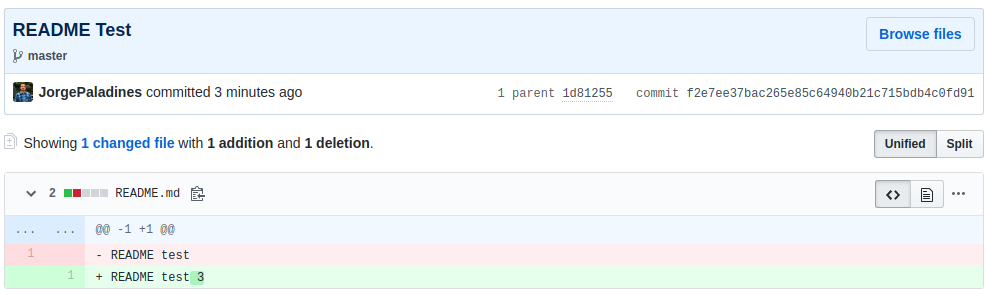 README Test
Browse files
master
JorgePaladines committed 3 minutes ago
1 parent 1d81255 commit f2e7ee37bac265e85c64940b21c715bdb4c0fd91
Showing 1 changed file with 1 addition and 1 deletion.
Unified Split
2 README.md
... ... @@ -1 +1 @@
1 - README test
1 + README test 3